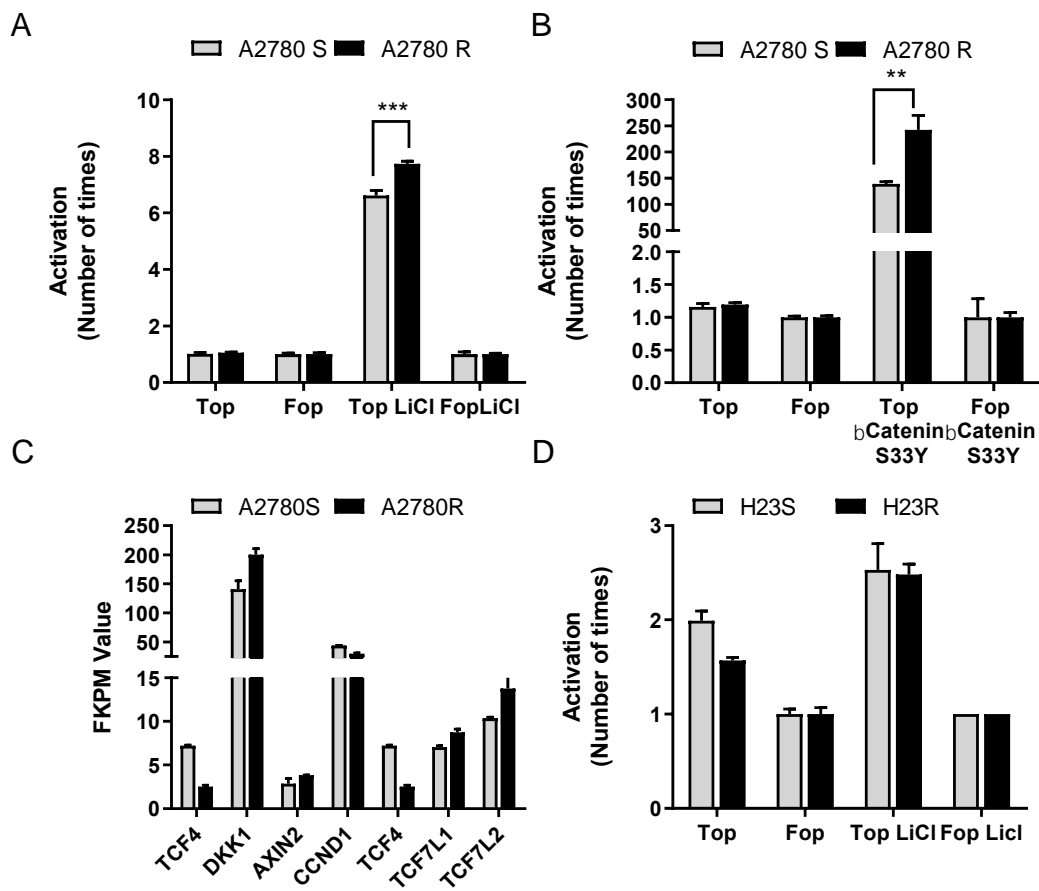 A
A2780 S
A2780 R
Activation
(Number of times)
10
8
6
4
2
0
***
Top
Fop
Top LiCl
FopLiCl
B
A2780 S
A2780 R
Activation
(Number of times)
300
250
200
150
100
50
2.0
1.5
1.0
0.5
0.0
**
Top
Fop
Top
bCatenin
S33Y
Fop
bCatenin
S33Y
C
A2780S
A2780R
FKPM Value
250
200
150
100
50
15
10
5
0
TCF4
DKK1
AXIN2
CCND1
TCF4
TCF7L1
TCF7L2
D
H23S
H23R
Activation
(Number of times)
3
2
1
0
Top
Fop
Top LiCl
Fop Licl